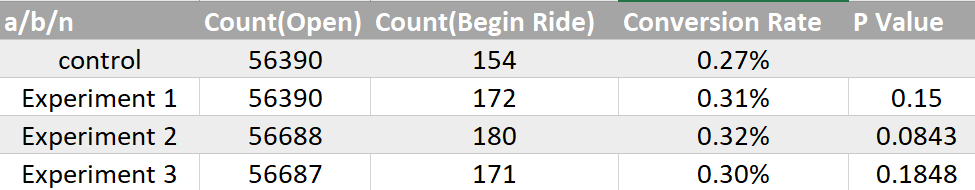 a/b/n Count(Open) Count(Begin Ride) Conversion Rate P Value
control 56390 154 0.27%
Experiment 1 56390 172 0.31% 0.15
Experiment 2 56688 180 0.32% 0.0843
Experiment 3 56687 171 0.30% 0.1848